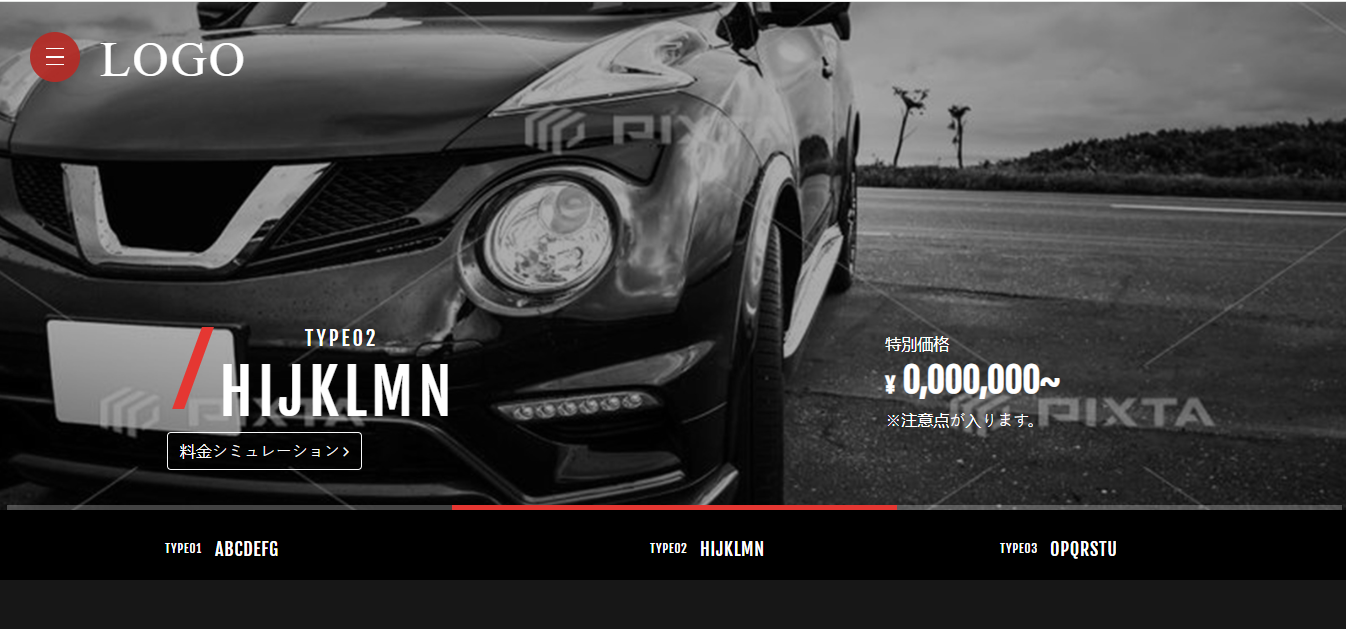 LOGO
PIXTA
TYPE02
HIJKLMN
料金シミュレーション
特別価格
¥ 0,000,000~
※注意点が入ります。
PIXTA
PIXTA
TYPE01 ABCDEFG
TYPE02 HIJKLMN
TYPE03 OPQRSTU